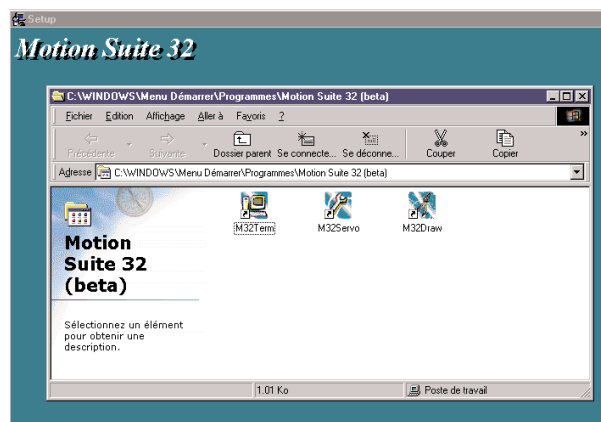 Setup
Motion Suite 32
C:\WINDOWS\Menu Démarrer\Programmes\Motion Suite 32 (beta)
Fichier Edition Affichage Aller à Favoris ?
Précédente Suivante Dossier parent Se connecte... Se déconne... Couper Copier »
Adresse C:\WINDOWS\Menu Démarrer\Programmes\Motion Suite 32 (beta)
M32Term M32Servo M32Draw
Motion
Suite 32
(beta)
Sélectionnez un élément
pour obtenir une
description.
1.01 Ko Poste de travail